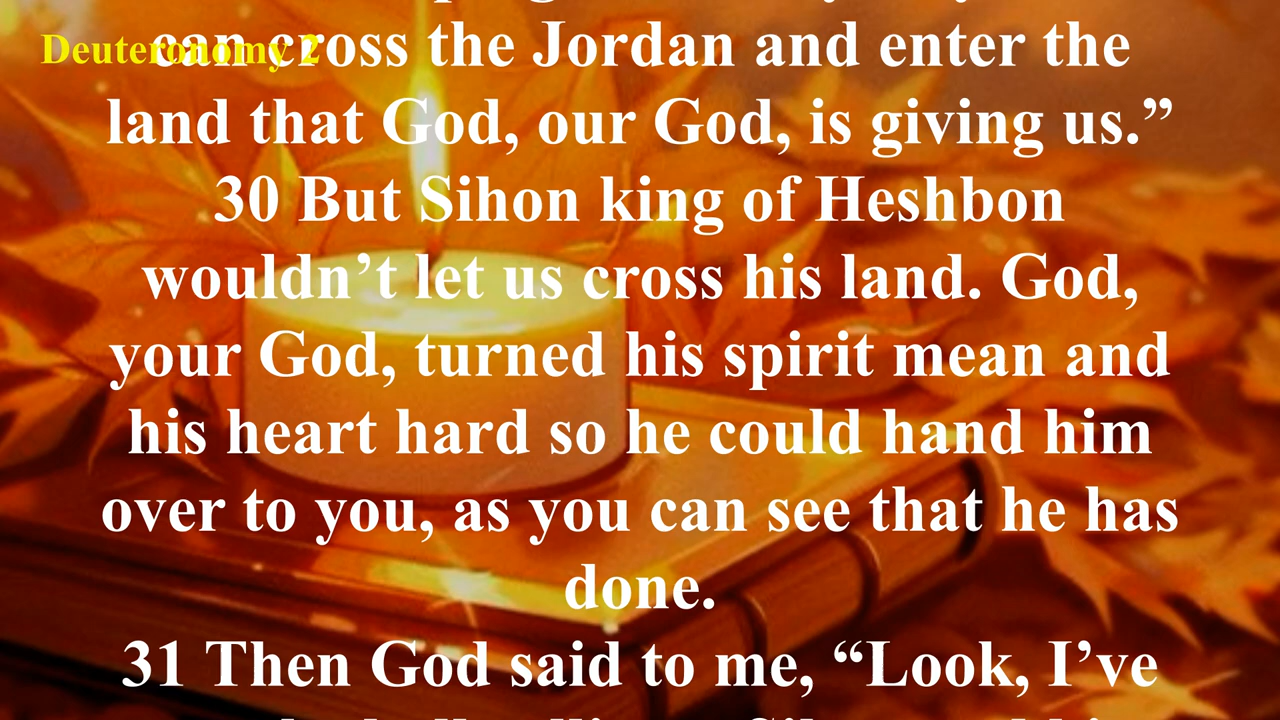 Deuteronomy 2
can cross the Jordan and enter the
land that God, our God, is giving us.”
30 But Sihon king of Heshbon
wouldn’t let us cross his land. God,
your God, turned his spirit mean and
his heart hard so he could hand him
over to you, as you can see that he has
done.
31 Then God said to me, “Look, I’ve